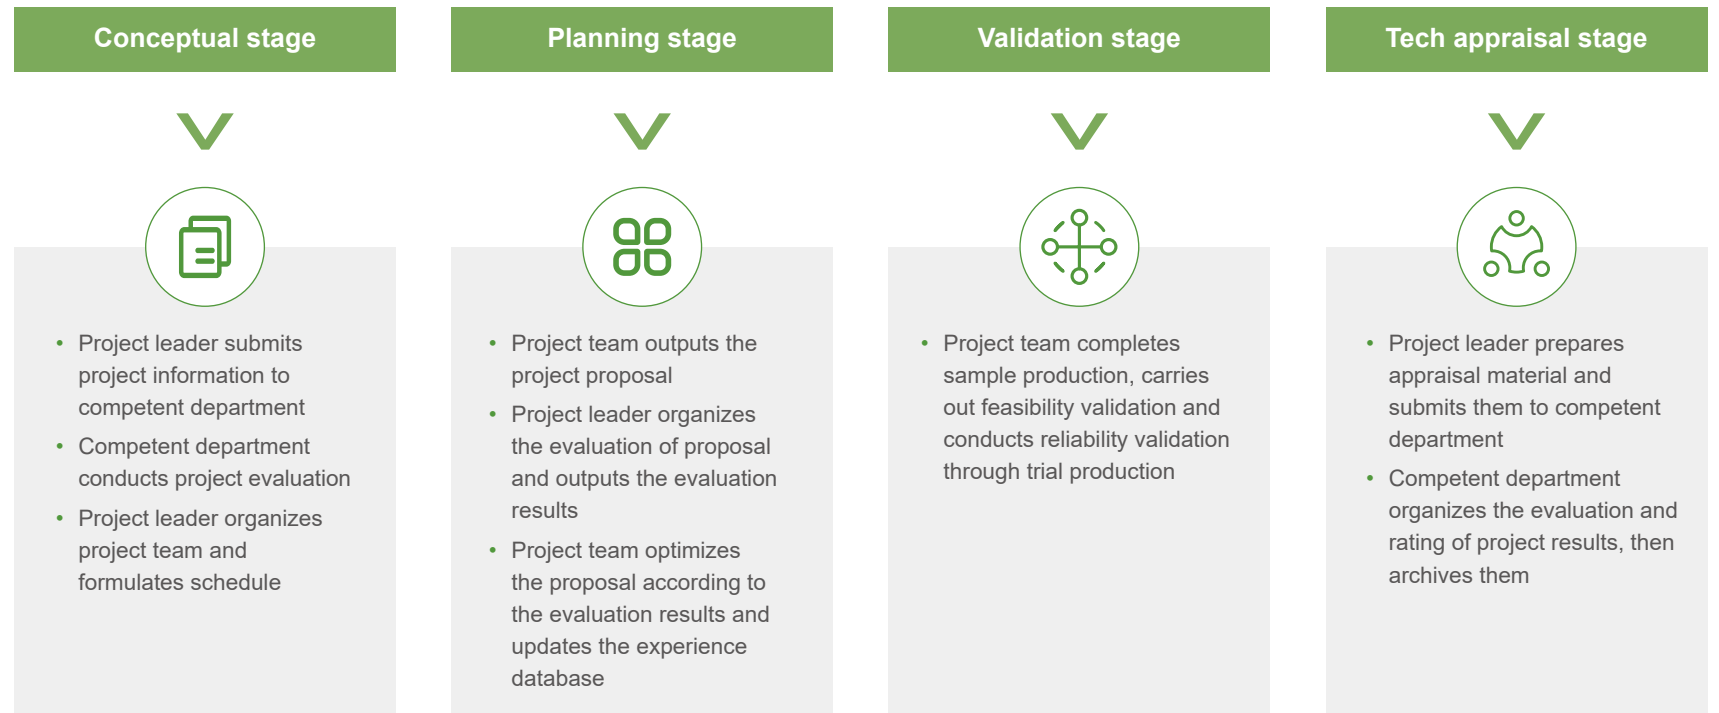 Conceptual stage
Project leader submits
project information to
competent department
Competent department
conducts project evaluation
Project leader organizes
project team and
formulates schedule
Planning stage
Project team outputs the
project proposal
Project leader organizes
the evaluation of proposal
and outputs the evaluation
results
Project team optimizes
the proposal according to
the evaluation results and
updates the experience
database
Validation stage
Project team completes
sample production, carries
out feasibility validation and
conducts reliability validation
through trial production
Tech appraisal stage
Project leader prepares
appraisal material and
submits them to competent
department
Competent department
organizes the evaluation and
rating of project results, then
archives them